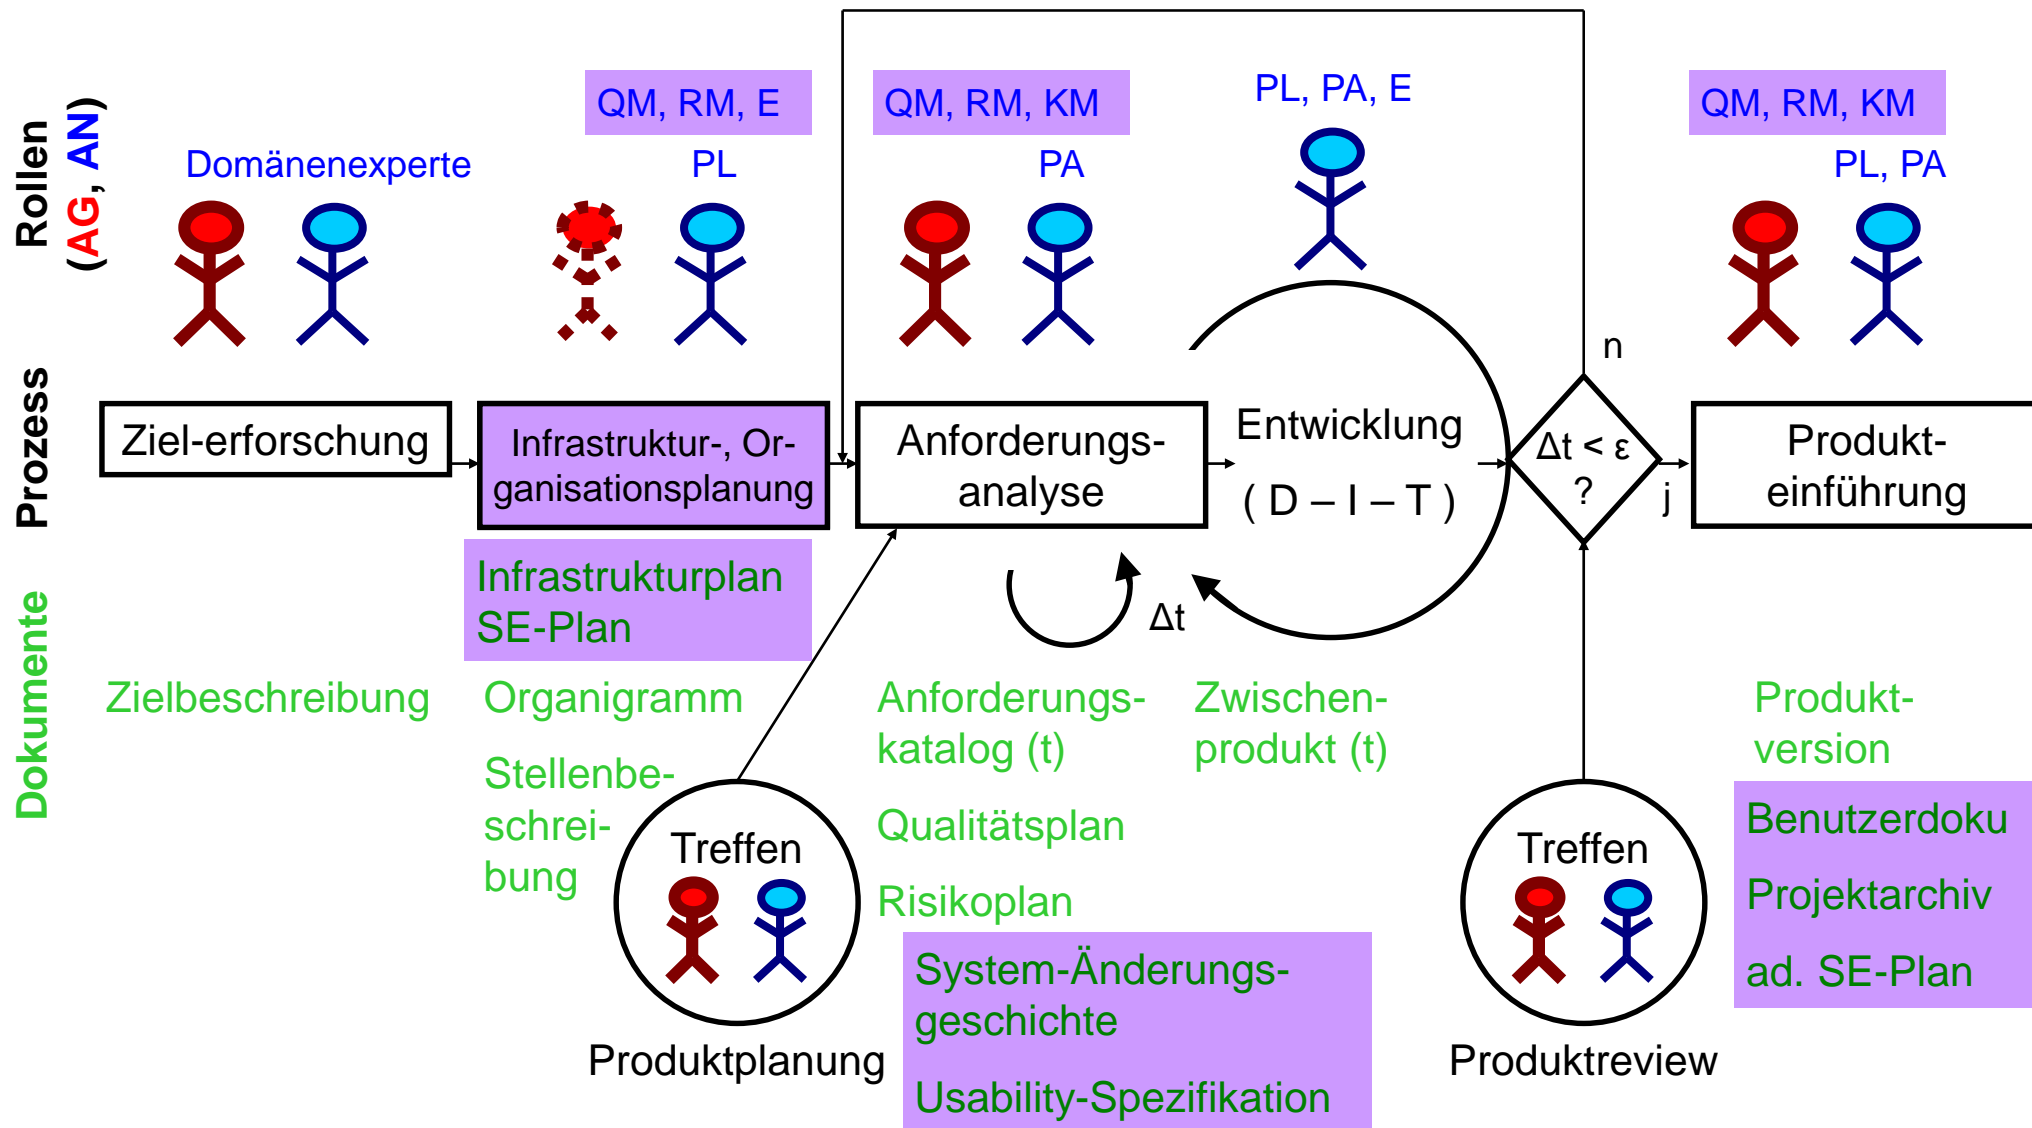 Rollen
(AG, AN)
QM, RM, E
QM, RM, KM
PL, PA, E
QM, RM, KM
Domänenexperte
PL
PA
PL, PA
Prozess
Ziel-erforschung
Infrastruktur-, Or-
ganisationsplanung
Anforderungs-
analyse
Entwicklung
( D – I – T )
n
Δt < ε
?
j
Produkt-
einführung
Δt
Dokumente
Zielbeschreibung
Infrastrukturplan
SE-Plan
Organigramm
Stellenbe-
schrei-
bung
Anforderungs-
katalog (t)
Qualitätsplan
Risikoplan
System-Änderungs-
geschichte
Usability-Spezifikation
Zwischen-
produkt (t)
Produkt-
version
Benutzerdoku
Projektarchiv
ad. SE-Plan
Treffen
Produktplanung
Treffen
Produktreview